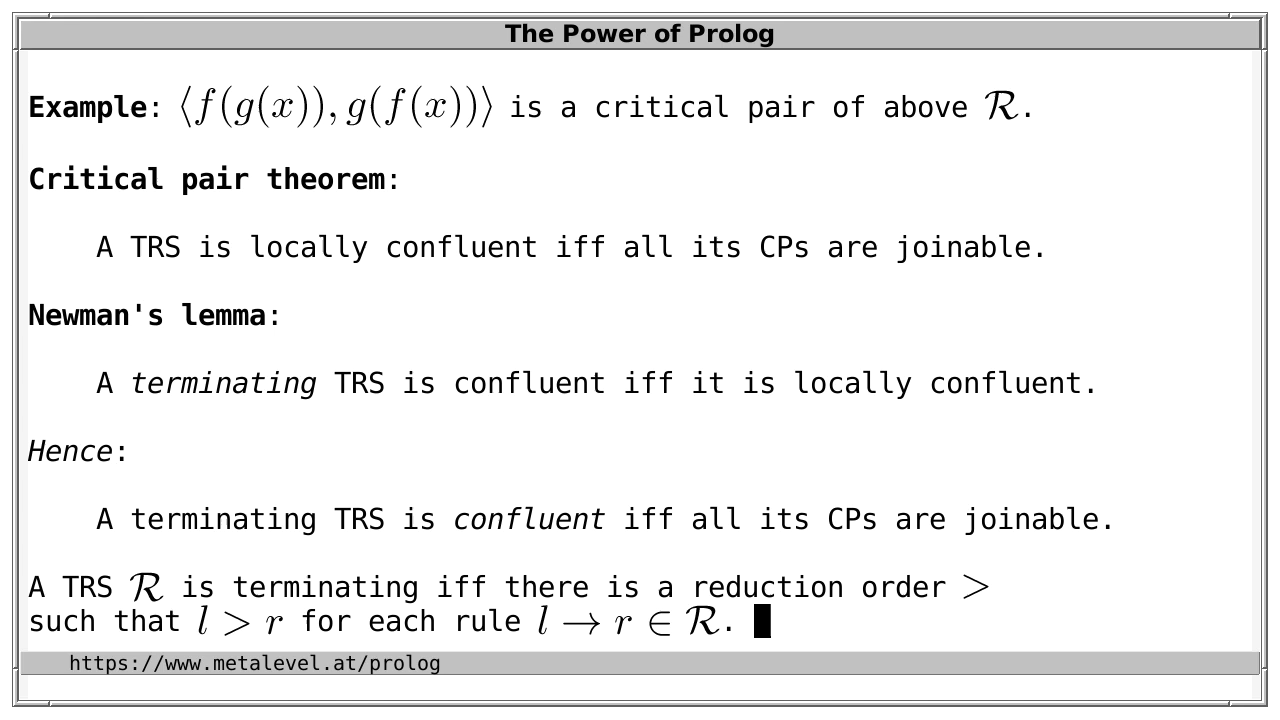 The Power of Prolog
Example: ⟨f(g(x)), g(f(x))⟩ is a critical pair of above ℛ.
Critical pair theorem:
A TRS is locally confluent iff all its CPs are joinable.
Newman's lemma:
A terminating TRS is confluent iff it is locally confluent.
Hence:
A terminating TRS is confluent iff all its CPs are joinable.
A TRS ℛ is terminating iff there is a reduction order >
such that l > r for each rule l → r ∈ ℛ.
https://www.metalevel.at/prolog